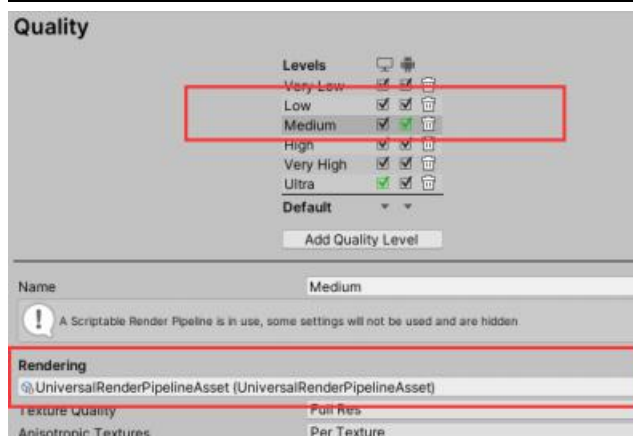 Quality
Levels
Very Low
Low
Medium
High
Very High
Ultra
Default
Add Quality Level
Name Medium
A Scriptable Render Pipeline is in use, some settings will not be used and are hidden
Rendering
UniversalRenderPipelineAsset (UniversalRenderPipelineAsset)
Texture Quality Full Res
Anisotropic Textures Per Texture